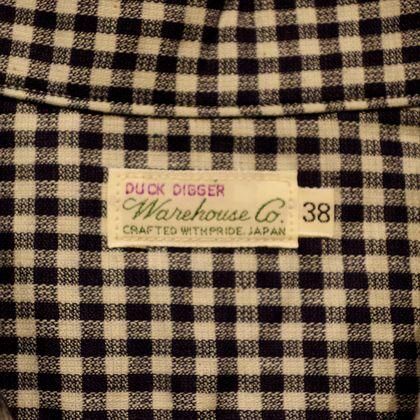 DUCK DIGGER
Warehouse Co. 38
CRAFTED WITH PRIDE. JAPAN